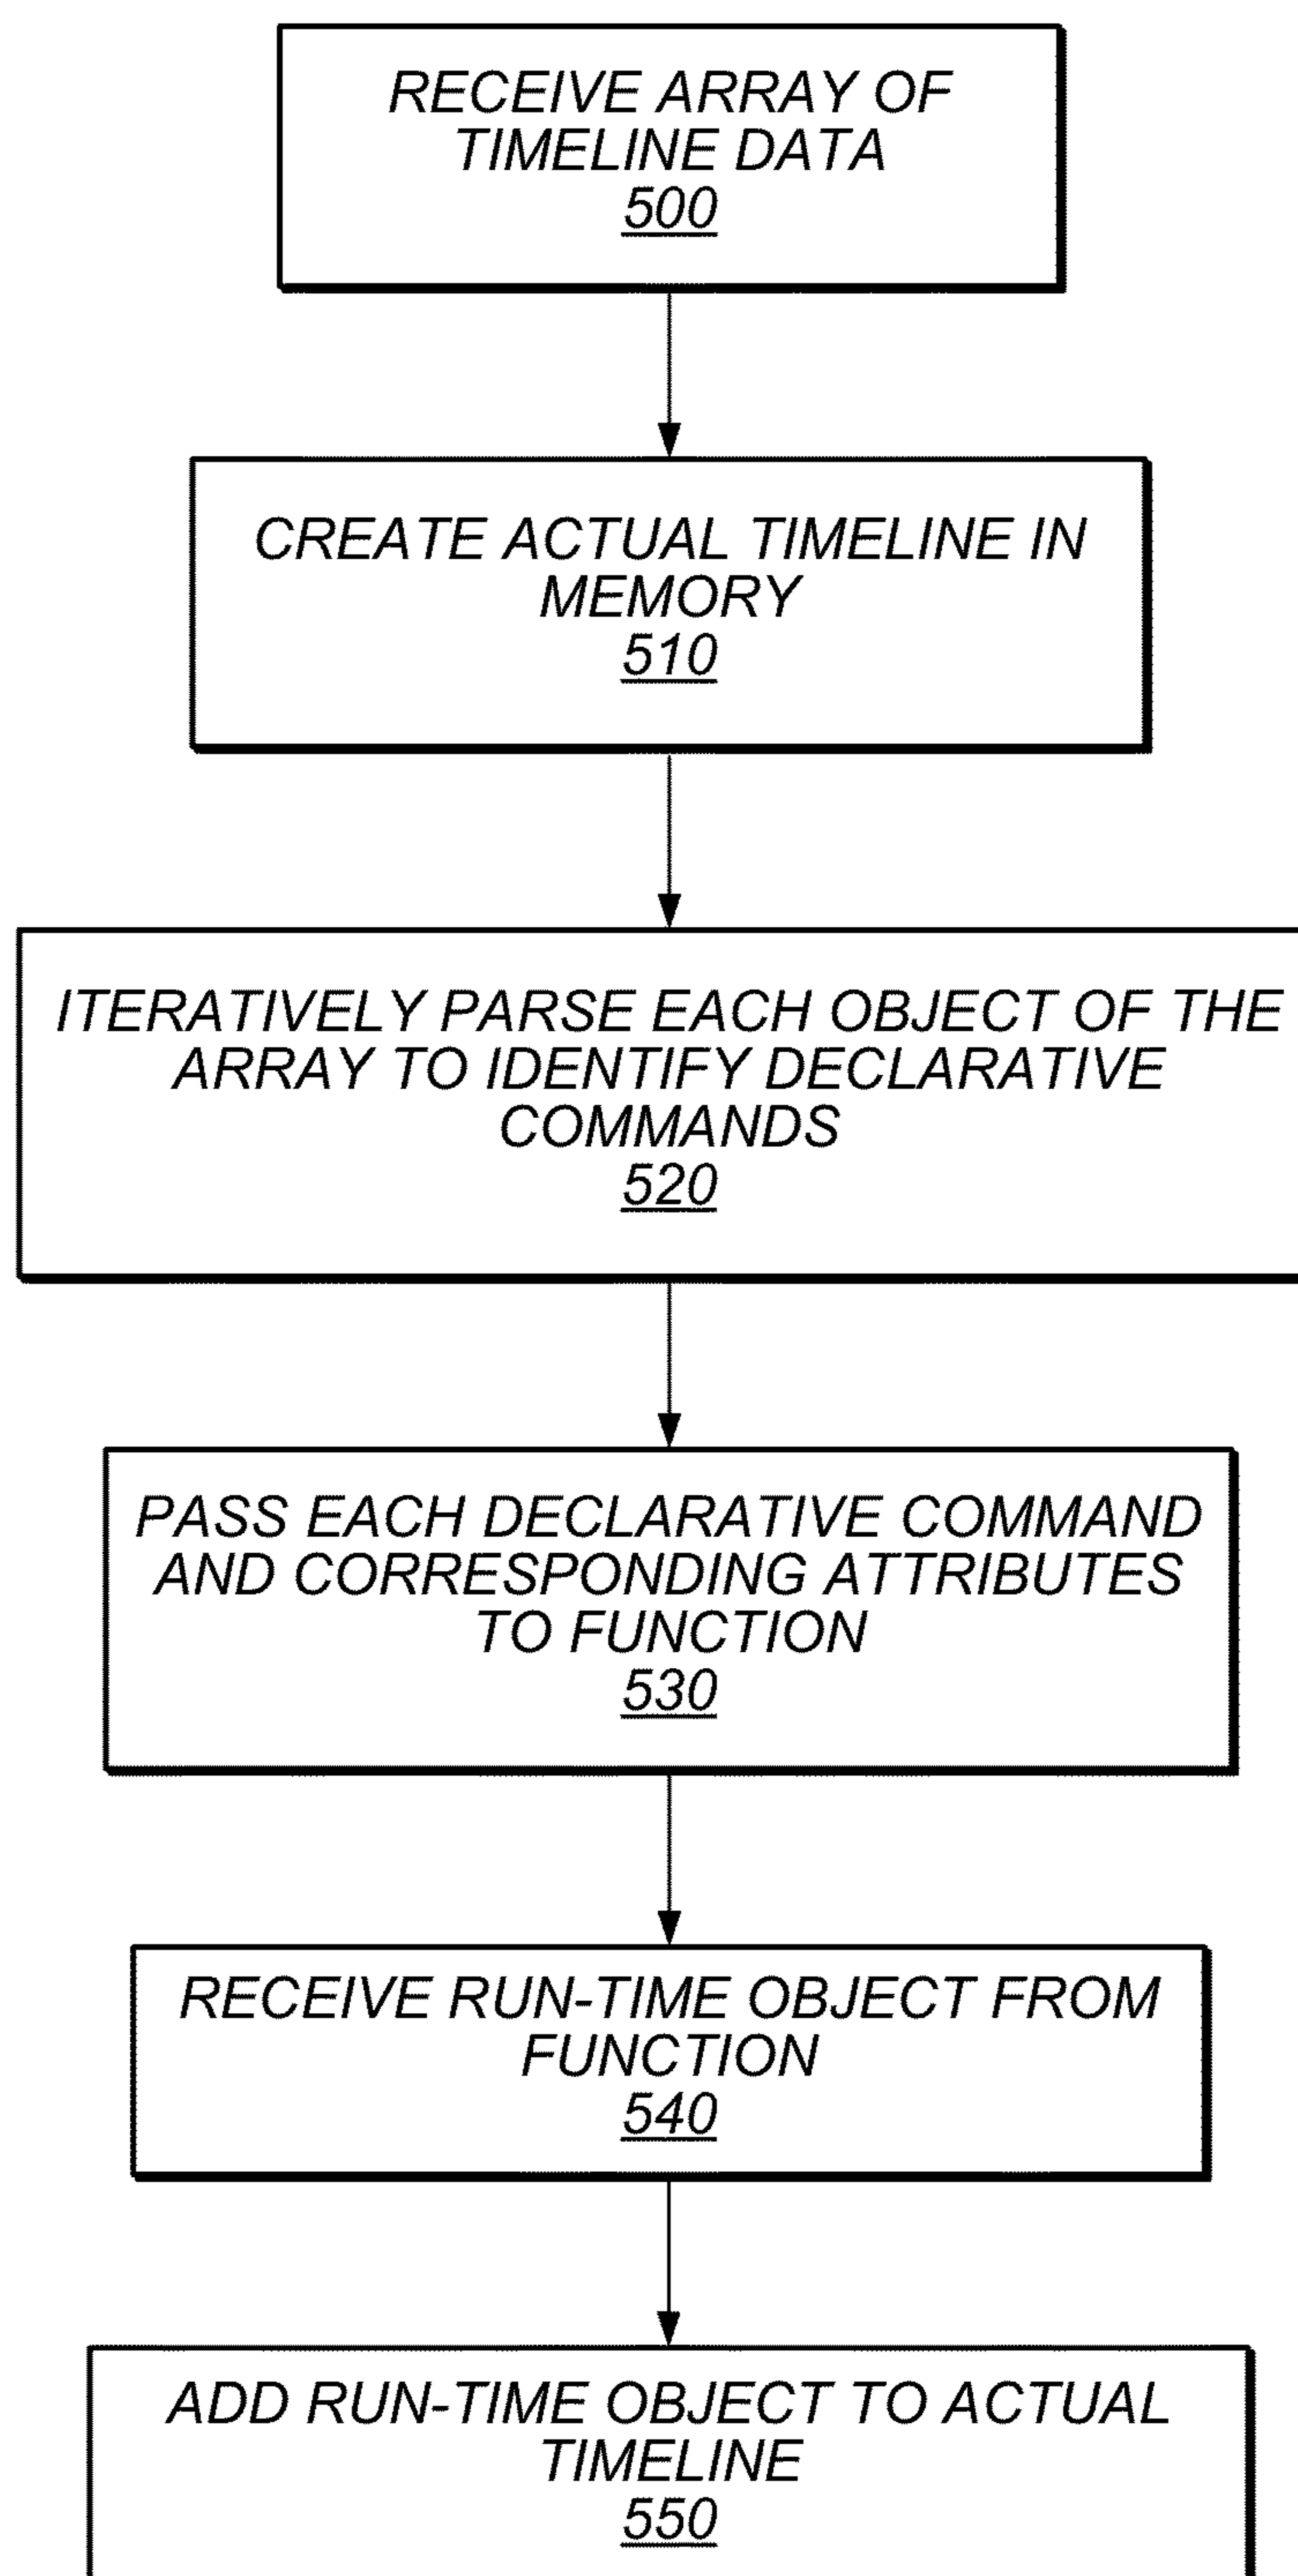 RECEIVE ARRAY OF
TIMELINE DATA
500
CREATE ACTUAL TIMELINE IN
MEMORY
510
ITERATIVELY PARSE EACH OBJECT OF THE
ARRAY TO IDENTIFY DECLARATIVE
COMMANDS
520
PASS EACH DECLARATIVE COMMAND
AND CORRESPONDING ATTRIBUTES
TO FUNCTION
530
RECEIVE RUN-TIME OBJECT FROM
FUNCTION
540
ADD RUN-TIME OBJECT TO ACTUAL
TIMELINE
550